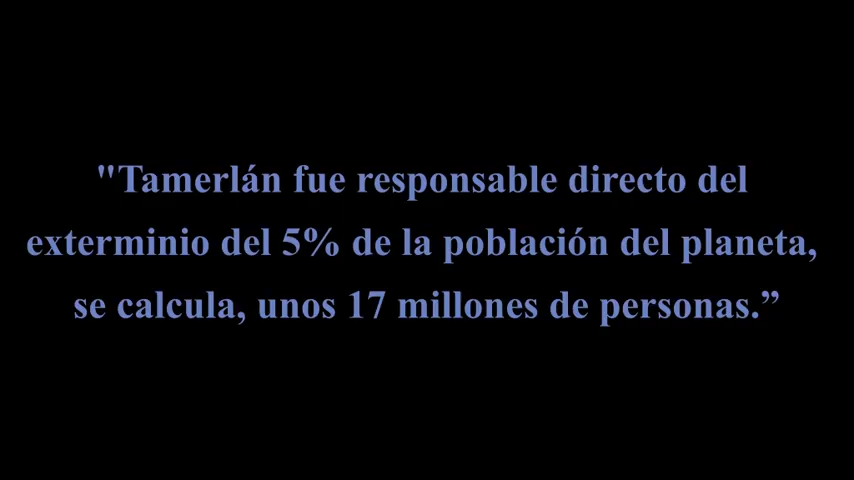 "Tamerlán fue responsable directo del
exterminio del 5% de la población del planeta,
se calcula, unos 17 millones de personas.”